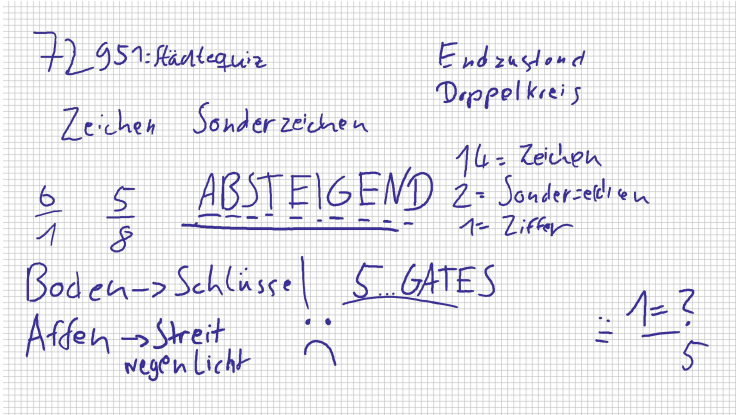 72951: Städtequiz
Endzustand
Doppelkreis
Zeichen Sonderzeichen
14 = Zeichen
2 = Sonderzeichen
1 = Ziffer
6/1 5/8 ABSTEIGEND
Boden -> Schlüssel
5...GATES
Affen -> Streit
wegen Licht
1 = ?
5